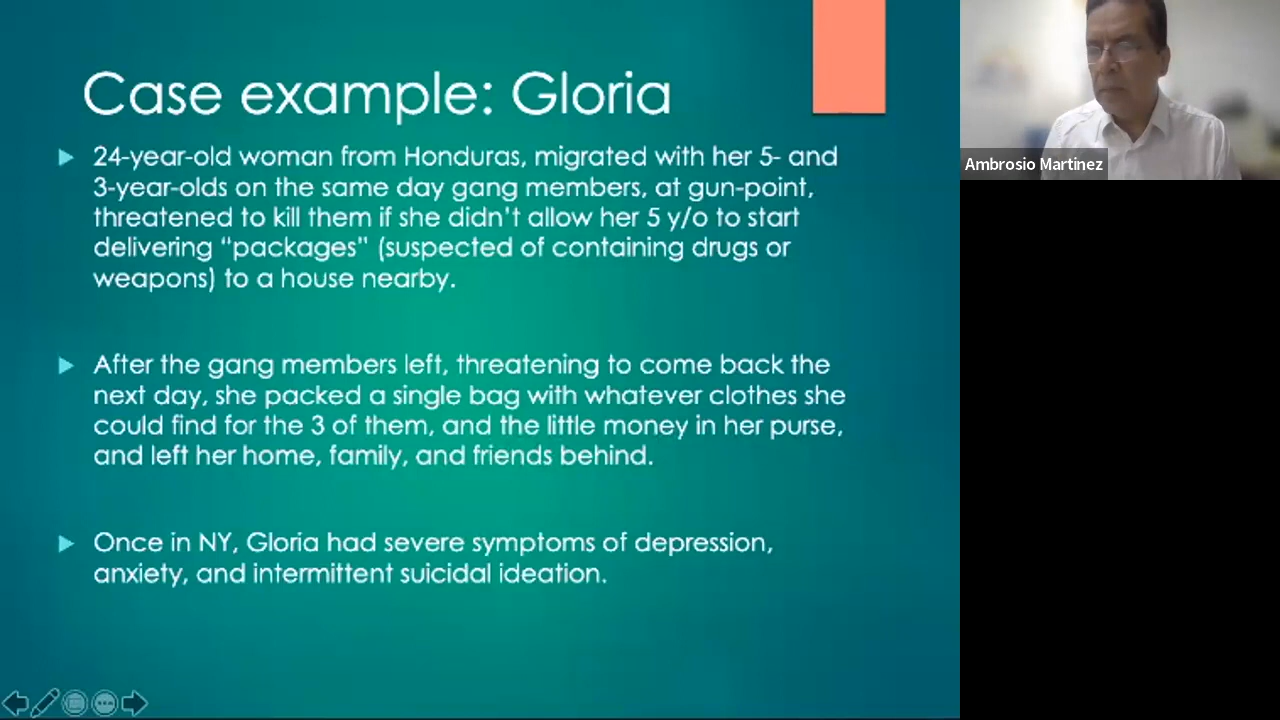 Case example: Gloria
24-year-old woman from Honduras, migrated with her 5- and
3-year-olds on the same day gang members, at gun-point,
threatened to kill them if she didn't allow her 5 y/o to start
delivering “packages” (suspected of containing drugs or
weapons) to a house nearby.
After the gang members left, threatening to come back the
next day, she packed a single bag with whatever clothes she
could find for the 3 of them, and the little money in her purse,
and left her home, family, and friends behind.
Once in NY, Gloria had severe symptoms of depression,
anxiety, and intermittent suicidal ideation.
Ambrosio Martinez